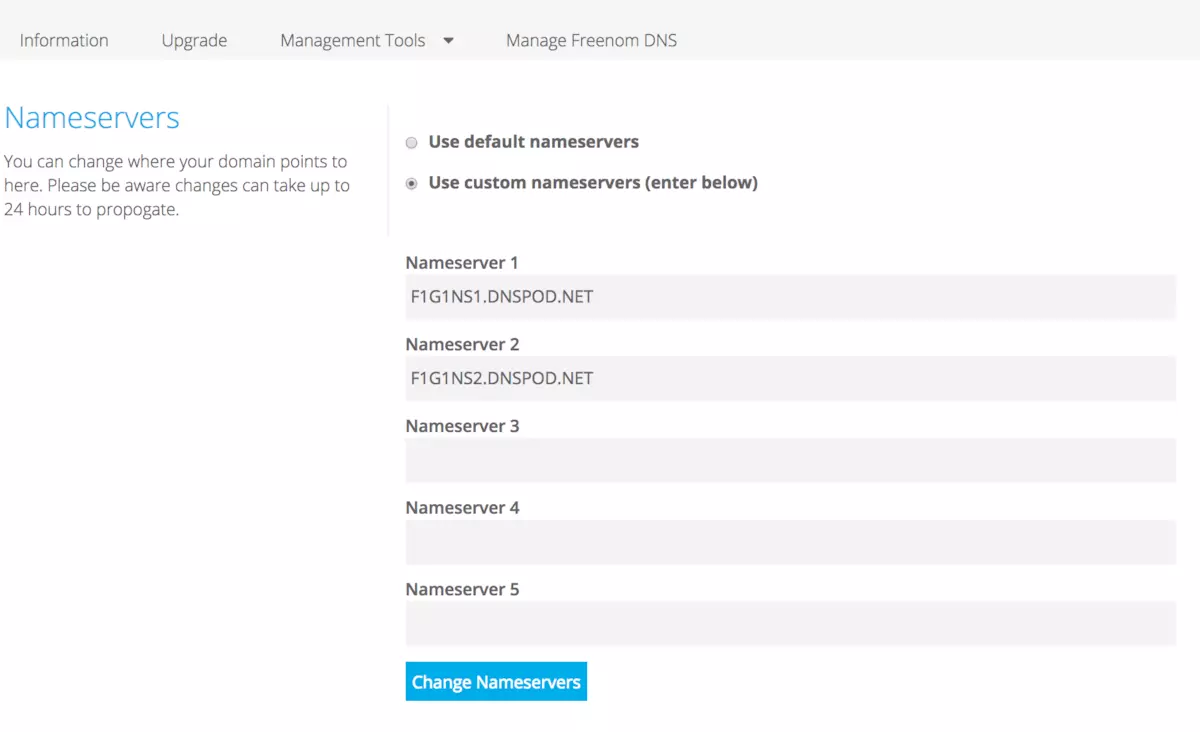 Information Upgrade Management Tools Manage Freenom DNS
Nameservers
You can change where your domain points to
here. Please be aware changes can take up to
24 hours to propogate.
Use default nameservers
Use custom nameservers (enter below)
Nameserver 1
F1G1NS1.DNSPOD.NET
Nameserver 2
F1G1NS2.DNSPOD.NET
Nameserver 3
Nameserver 4
Nameserver 5
Change Nameservers